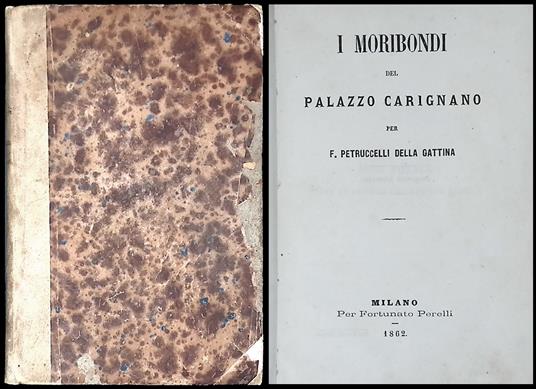 I MORIBONDI
DEL
PALAZZO CARIGNANO
PER
F. PETRUCCELLI DELLA GATTINA
MILANO
Per Fortunato Perelli
1862.